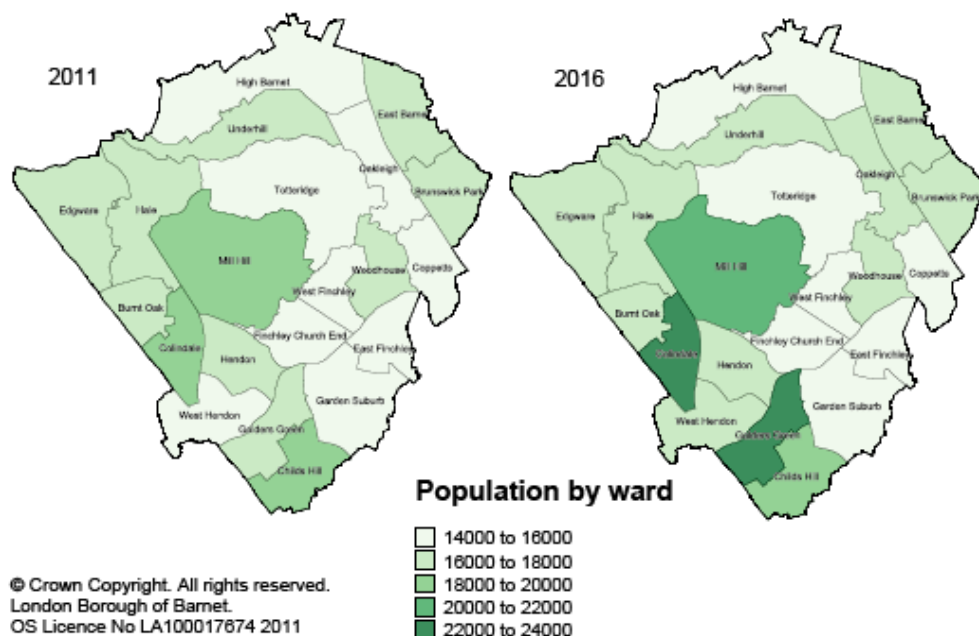 2011
High Barnet
East Barne
Underhill
Oakleigh
Totteridge
Brunswick Park
Edgware
Hale
Mill Hill
Woodhouse
Coppetts
West Finchley
Burnt Oak
Finchley Church End
Colindale
East Finchley
Hendon
West Hendon
Garden Suburb
Golders Green
Childs Hill
2016
High Barnet
East Barne
Underhill
Oakleigh
Totteridge
Brunswick Park
Edgware
Hale
Mill Hill
Woodhouse
Coppetts
West Finchley
Burnt Oak
Finchley Church End
Colindale
East Finchley
Hendon
West Hendon
Garden Suburb
Golders Green
Childs Hill
Population by ward
14000 to 16000
16000 to 18000
18000 to 20000
20000 to 22000
22000 to 24000
© Crown Copyright. All rights reserved.
London Borough of Barnet.
OS Licence No LA100017674 2011